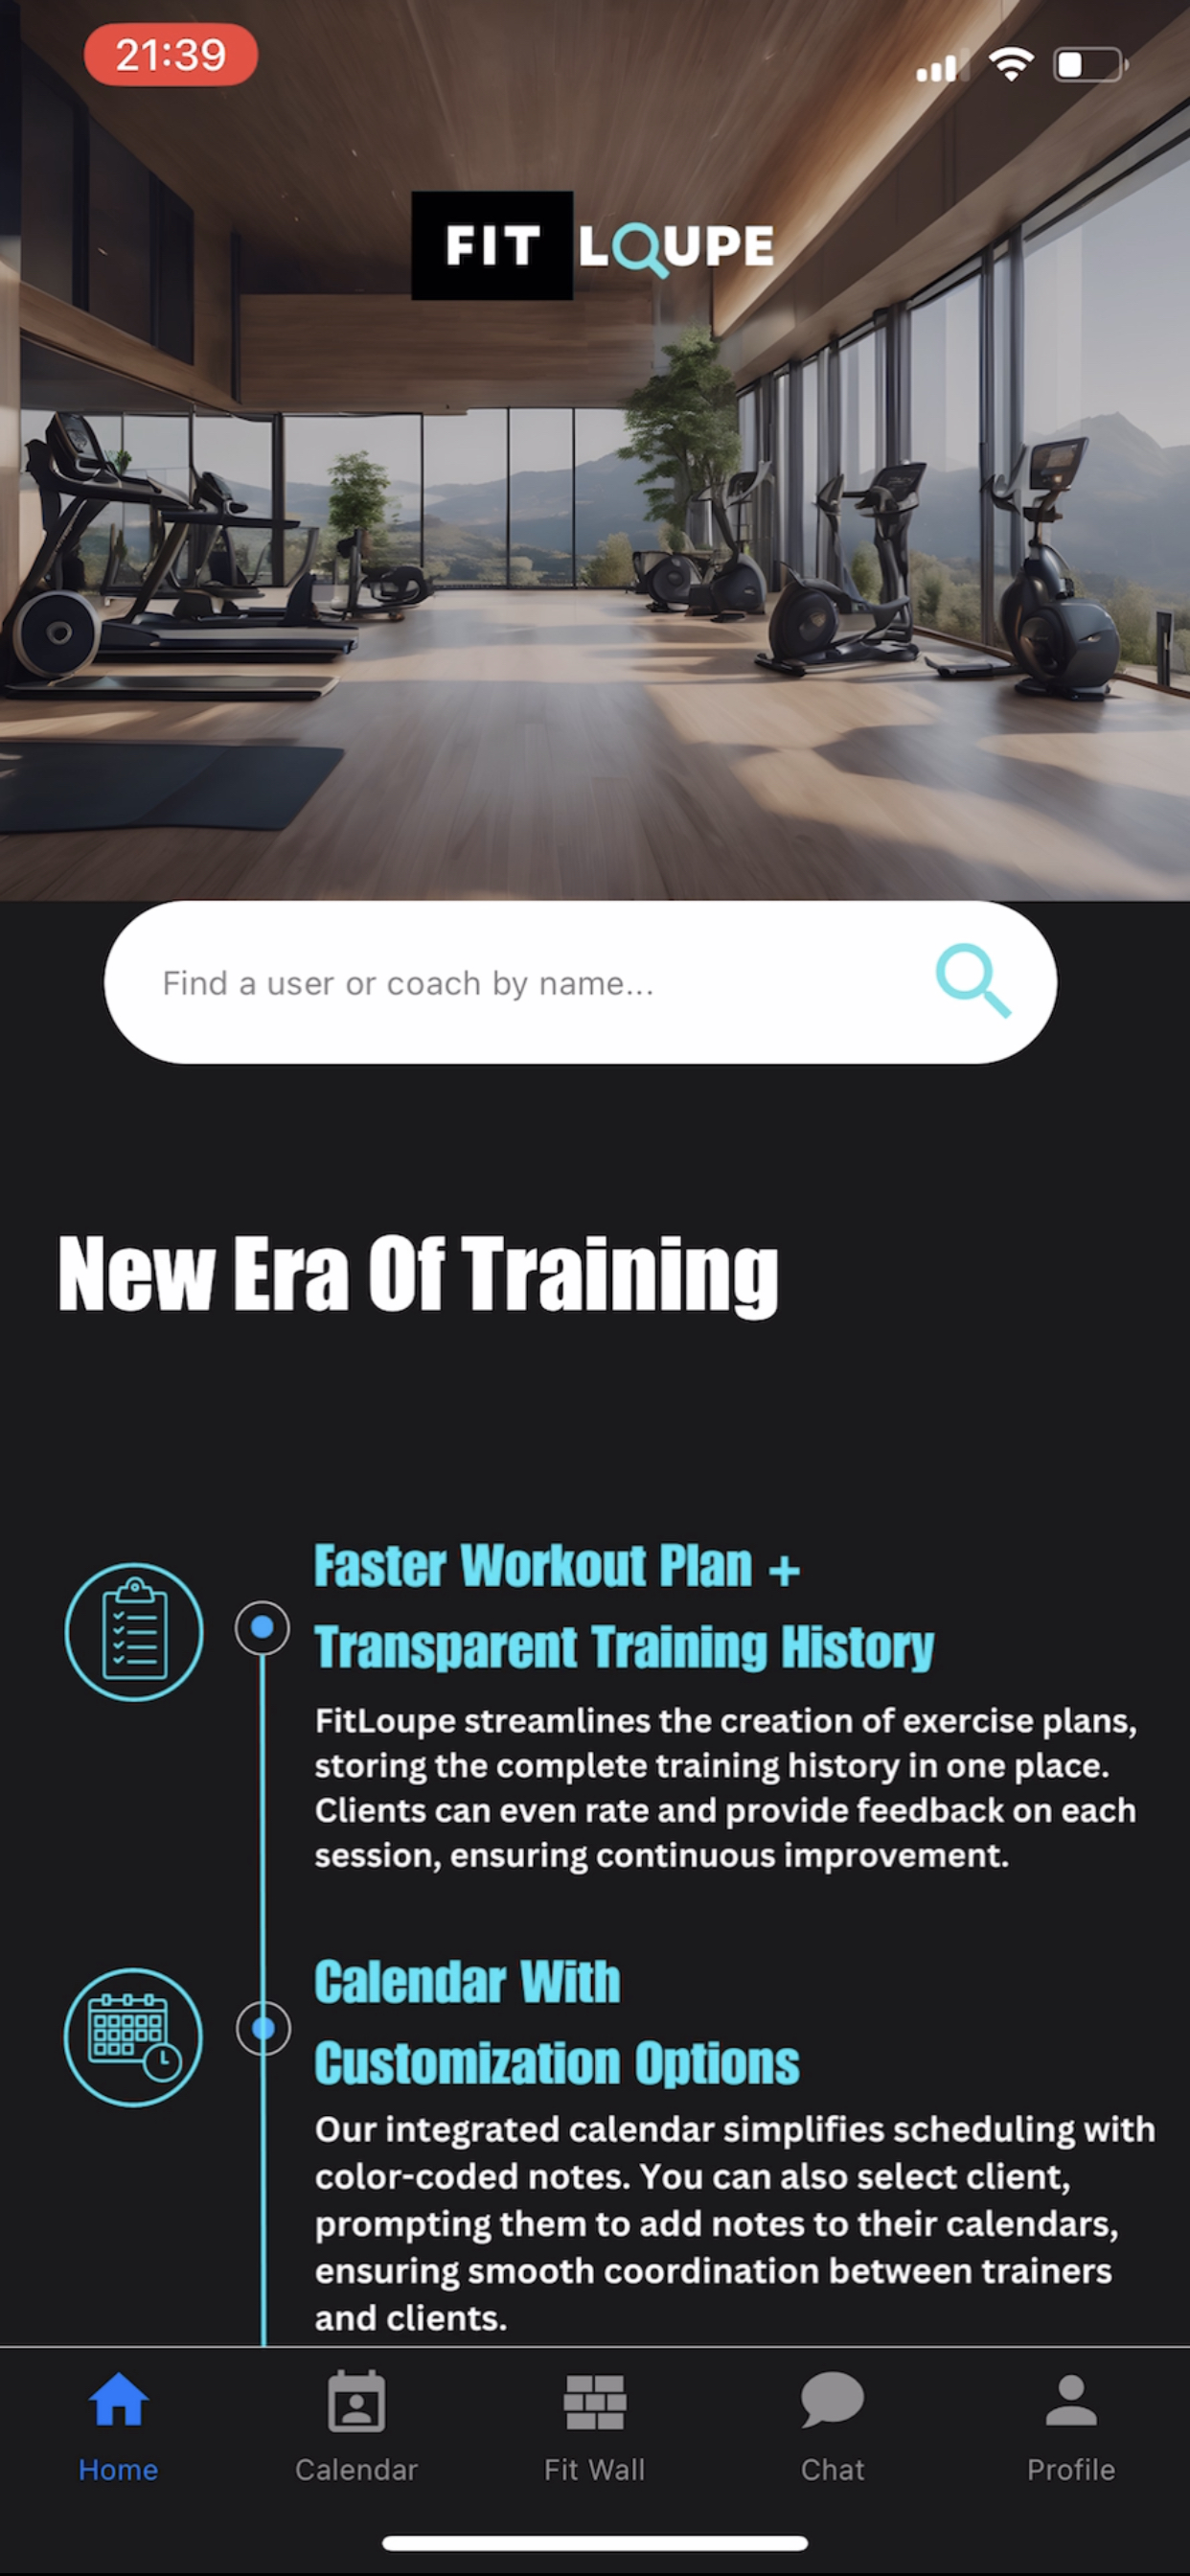 21:39
FIT LOUPE
Find a user or coach by name...
New Era Of Training
Faster Workout Plan +
Transparent Training History
FitLoupe streamlines the creation of exercise plans,
storing the complete training history in one place.
Clients can even rate and provide feedback on each
session, ensuring continuous improvement.
Calendar With
Customization Options
Our integrated calendar simplifies scheduling with
color-coded notes. You can also select client,
prompting them to add notes to their calendars,
ensuring smooth coordination between trainers
and clients.
Home Calendar Fit Wall Chat Profile